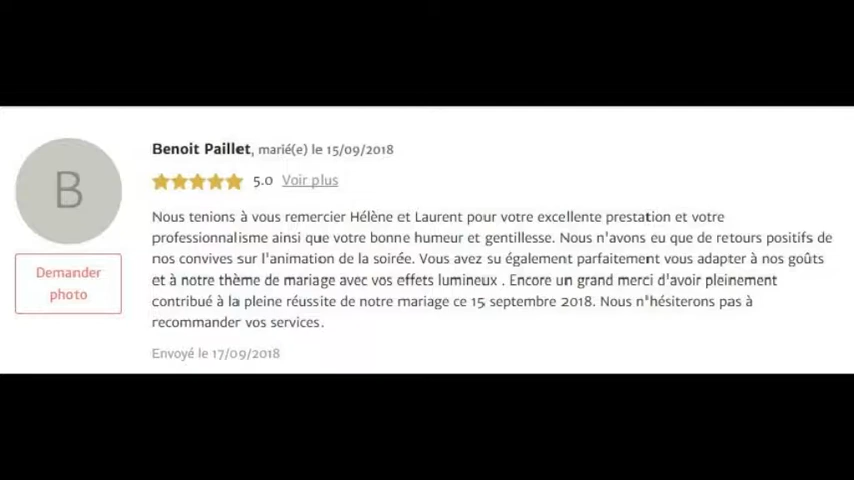 Benoit Paillet, marié(e) le 15/09/2018
B
5.0 Voir plus
Nous tenions à vous remercier Hélène et Laurent pour votre excellente prestation et votre
professionnalisme ainsi que votre bonne humeur et gentillesse. Nous n'avons eu que de retours positifs de
nos convives sur l'animation de la soirée. Vous avez su également parfaitement vous adapter à nos goûts
et à notre thème de mariage avec vos effets lumineux . Encore un grand merci d'avoir pleinement
contribué à la pleine réussite de notre mariage ce 15 septembre 2018. Nous n'hésiterons pas à
recommander vos services.
Demander
photo
Envoyé le 17/09/2018